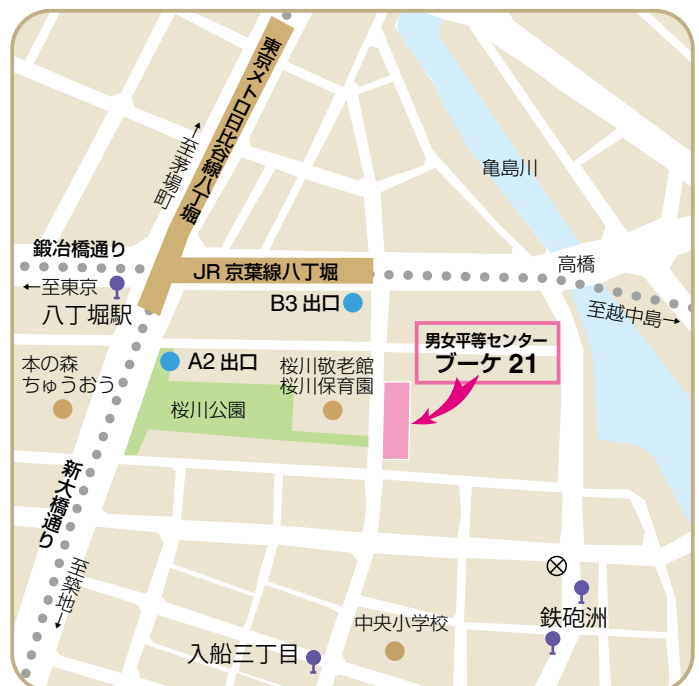 東京メトロ日比谷線八丁堀
←至茅場町
亀島川
鍛冶橋通り
JR 京葉線八丁堀
高橋
←至東京
八丁堀駅
B3 出口
至越中島→
男女平等センター
ブーケ 21
A2 出口
本の森
ちゅうおう
桜川敬老館
桜川保育園
桜川公園
新大橋通り
至築地→
鉄砲洲
中央小学校
入船三丁目